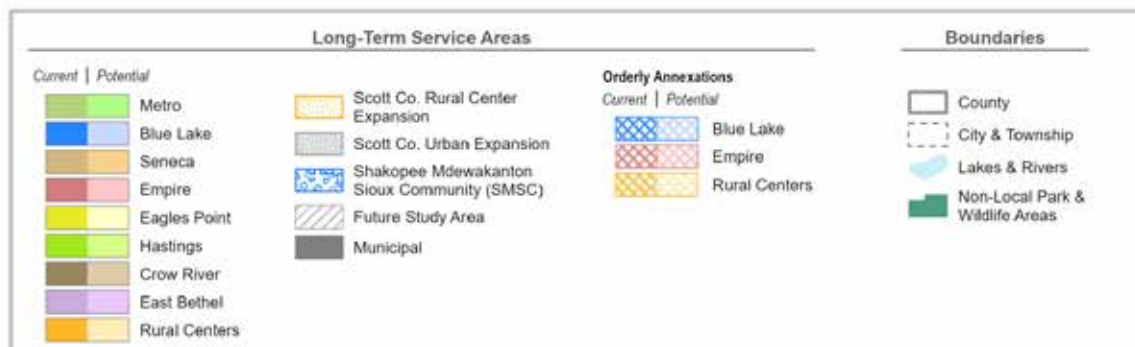 Long-Term Service Areas
Current | Potential
Metro
Blue Lake
Seneca
Empire
Eagles Point
Hastings
Crow River
East Bethel
Rural Centers
Scott Co. Rural Center
Expansion
Scott Co. Urban Expansion
Shakopee Mdewakanton
Sioux Community (SMSC)
Future Study Area
Municipal
Orderly Annexations
Current | Potential
Blue Lake
Empire
Rural Centers
Boundaries
County
City & Township
Lakes & Rivers
Non-Local Park &
Wildlife Areas